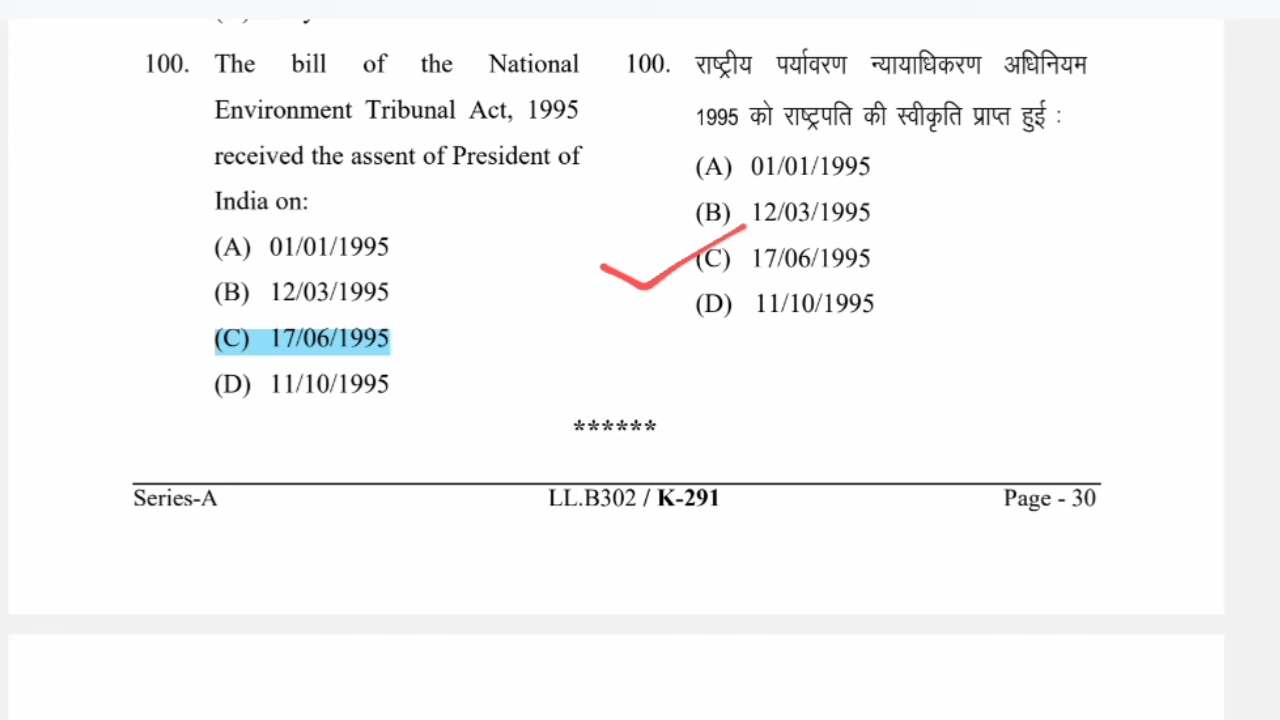 100. The bill of the National
Environment Tribunal Act, 1995
received the assent of President of
India on:
(A) 01/01/1995
(B) 12/03/1995
(C) 17/06/1995
(D) 11/10/1995
100. राष्ट्रीय पर्यावरण न्यायाधिकरण अधिनियम
1995 को राष्ट्रपति की स्वीकृति प्राप्त हुई :
(A) 01/01/1995
(B) 12/03/1995
(C) 17/06/1995
(D) 11/10/1995
******
Series-A LL.B302 / K-291 Page - 30